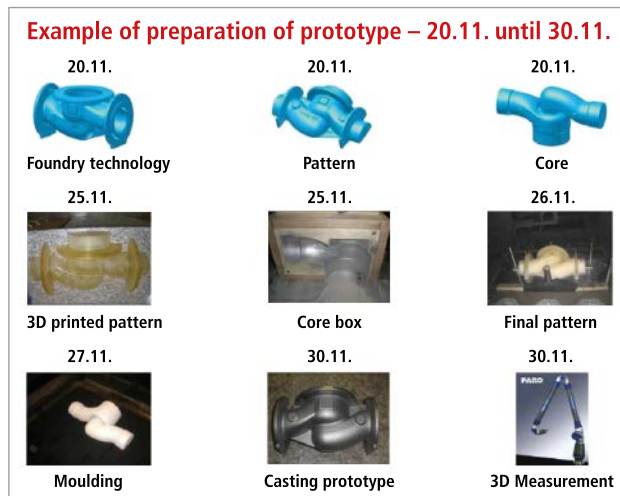 Example of preparation of prototype – 20.11. until 30.11.
20.11. 20.11. 20.11.
Foundry technology Pattern Core
25.11. 25.11. 26.11.
3D printed pattern Core box Final pattern
27.11. 30.11. 30.11.
FARO
Moulding Casting prototype 3D Measurement